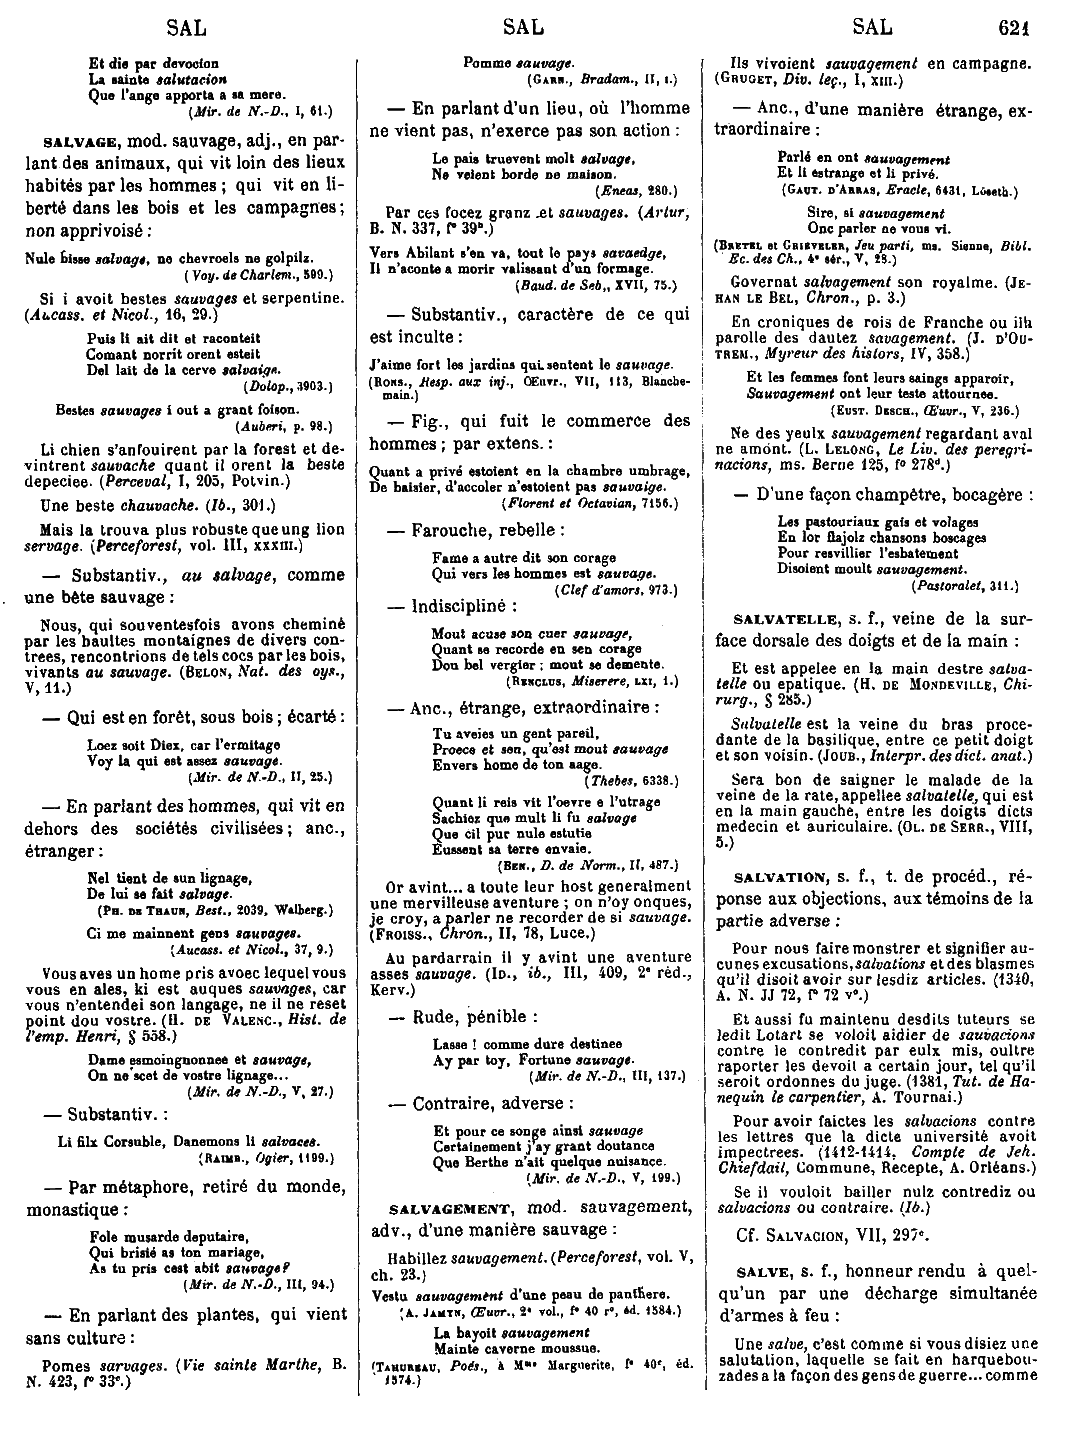 SAL
SAL
SAL
621
Et die par devocion
La sainte salutacion
Que l'ange apporta a sa mere.
(Mir. de N.-D., I, 61.)
SALVAGE, mod. sauvage, adj., en par-
lant des animaux, qui vit loin des lieux
habités par les hommes ; qui vit en li-
berté dans les bois et les campagnes ;
non apprivoisé :
Nule bisse salvage, ne chevroels ne golpilz.
(Voy. de Charlem., 599.)
Si i avoit bestes sauvages et serpentine.
(Aucass. et Nicol., 16, 29.)
Puis li ait dit et raconteit
Comant norrit orent esteit
Del lait de la cerve salvaige.
(Dolop., 3903.)
Bestes sauvages i out a grant foison.
(Auberi, p. 98.)
Li chien s'anfouirent par la forest et de-
vintrent sauvache quant il orent la beste
depeciee. (Perceval, I, 205, Potvin.)
Une beste chauvache. (Ib., 301.)
Mais la trouva plus robuste que ung lion
servage. (Perceforest, vol. III, XXXIII.)
— Substantiv., au salvage, comme
une bête sauvage :
Nous, qui souventesfois avons cheminé
par les haultes montaignes de divers con-
trees, rencontrions de tels cocs par les bois,
vivants au sauvage. (BELON, Nat. des oys.,
V, 11.)
— Qui est en forêt, sous bois ; écarté :
Loez soit Diex, car l'ermitage
Voy la qui est assez sauvage.
(Mir. de N.-D., II, 25.)
— En parlant des hommes, qui vit en
dehors des sociétés civilisées ; anc.,
étranger :
Nel tient de sun lignage,
De lui se fait salvage.
(PH. DE THAUN, Best., 2039, Walberg.)
Ci me mainnent gens sauvages.
(Aucass. et Nicol., 37, 9.)
Vous aves un home pris avoec lequel vous
vous en ales, ki est auques sauvages, car
vous n'entendei son langage, ne il ne reset
point dou vostre. (H. DE VALENC., Hist. de
l'emp. Henri, § 558.)
Dame esmoingnonnee et sauvage,
On ne scet de vostre lignage...
(Mir. de N.-D., V, 27.)
— Substantiv. :
Li filx Corsuble, Danemons li salvaces.
(RAIMB., Ogier, 1199.)
— Par métaphore, retiré du monde,
monastique :
Fole musarde deputaire,
Qui brisié as ton mariage,
As tu pris cest abit sauvage?
(Mir. de N.-D., III, 94.)
— En parlant des plantes, qui vient
sans culture :
Pomes sarvages. (Vie sainte Marthe, B.
N. 423, f° 33c.)
Pomme sauvage.
(GARN., Bradam., II, I.)
— En parlant d'un lieu, où l'homme
ne vient pas, n'exerce pas son action :
Le pais truevent molt salvage,
Ne veient borde ne maison.
(Eneas, 280.)
Par ces focez granz et sauvages. (Artur,
B. N. 337, f° 39b.)
Vers Abilant s'en va, tout le pays savaedge,
Il n'aconte a morir valissant d'un formage.
(Baud. de Seb., XVII, 75.)
— Substantiv., caractère de ce qui
est inculte :
J'aime fort les jardins qui sentent le sauvage.
(RONS., Resp. aux inj., Œuvr., VII, 113, Blanche-
main.)
— Fig., qui fuit le commerce des
hommes ; par extens. :
Quant a privé estoient en la chambre umbrage,
De baisier, d'accoler n'estoient pas sauvaige.
(Florent et Octavian, 7156.)
— Farouche, rebelle :
Fame a autre dit son corage
Qui vers les hommes est sauvage.
(Clef d'amors, 973.)
— Indiscipliné :
Mout acuse son cuer sauvage,
Quant se recorde en sen corage
Dou bel vergier ; mout se demente.
(RENCLUS, Miserere, LXI, 1.)
— Anc., étrange, extraordinaire :
Tu aveies un gent pareil,
Proece et sen, qu'est mout sauvage
Envers home de ton aage.
(Thebes, 6338.)
Quant li reis vit l'oevre e l'utrage
Sachiez que mult li fu salvage
Que cil pur nule estutie
Eussent sa terre envaie.
(BEN., D. de Norm., II, 487.)
Or avint... a toute leur host generalment
une mervilleuse aventure ; on n'oy onques,
je croy, a parler ne recorder de si sauvage.
(FROISS., Chron., II, 78, Luce.)
Au pardarrain il y avint une aventure
asses sauvage. (ID., ib., III, 409, 2e réd.,
Kerv.)
— Rude, pénible :
Lasse ! comme dure destinee
Ay par toy, Fortune sauvage.
(Mir. de N.-D., III, 137.)
— Contraire, adverse :
Et pour ce songe ainsi sauvage
Certainement j'ay grant doutance
Que Berthe n'ait quelque nuisance.
(Mir. de N.-D., V, 199.)
SALVAGEMENT, mod. sauvagement,
adv., d'une manière sauvage :
Habillez sauvagement. (Perceforest, vol. V,
ch. 23.)
Vestu sauvagement d'une peau de panthere.
(A. JAMYN, Œuvr., 2e vol., f° 40 r°, éd. 1584.)
La bayoit sauvagement
Mainte caverne moussue.
(TAHUREAU, Poés., à Mme Marguerite, f° 40c, éd.
1574.)
Ils vivoient sauvagement en campagne.
(GRUGET, Div. leç., I, XIII.)
— Anc., d'une manière étrange, ex-
traordinaire :
Parlé en ont sauvagement
Et li estrange et li privé.
(GAUT. D'ARRAS, Eracle, 6431, Löseth.)
Sire, si sauvagement
Onc parler ne vous vi.
(BRETEL et GRIEVELER, Jeu parti, ms. Sienne, Bibl.
Ec. des Ch., 4e sér., V, 28.)
Governat salvagement son royalme. (JE-
HAN LE BEL, Chron., p. 3.)
En croniques de rois de Franche ou ilh
parolle des dautez savagement. (J. D'OU-
TREM., Myreur des histors, IV, 358.)
Et les femmes font leurs saings apparoir,
Sauvagement ont leur teste attournee.
(EUST. DESCH., Œuvr., V, 236.)
Ne des yeulx sauvagement regardant aval
ne amont. (L. LELONG, Le Liv. des peregri-
nacions, ms. Berne 125, f° 278d.)
— D'une façon champêtre, bocagère :
Les pastouriaux gais et volages
En lor flajolz chansons boscages
Pour resvillier l'esbatement
Disoient moult sauvagement.
(Pastoralet, 311.)
SALVATELLE, s. f., veine de la sur-
face dorsale des doigts et de la main :
Et est appelee en la main destre salva-
telle ou epatique. (H. DE MONDEVILLE, Chi-
rurg., § 285.)
Salvatelle est la veine du bras proce-
dante de la basilique, entre ce petit doigt
et son voisin. (JOUB., Interpr. des dict. anat.)
Sera bon de saigner le malade de la
veine de la rate, appellee salvatelle, qui est
en la main gauche, entre les doigts dicts
medecin et auriculaire. (OL. DE SERR., VIII,
5.)
SALVATION, s. f., t. de procéd., ré-
ponse aux objections, aux témoins de la
partie adverse :
Pour nous faire monstrer et signifier au-
cunes excusations, salvations et des blasmes
qu'il disoit avoir sur lesdiz articles. (1340,
A. N. JJ 72, f° 72 v°.)
Et aussi fu maintenu desdits tuteurs se
ledit Lotart se voloit aidier de sauvacions
contre le contredit par eulx mis, oultre
raporter les devoit a certain jour, tel qu'il
seroit ordonnes du juge. (1381, Tut. de Ha-
nequin le carpentier, A. Tournai.)
Pour avoir faictes les salvacions contre
les lettres que la dicte université avoit
impectrees. (1412-1414, Compte de Jeh.
Chiefdail, Commune, Recepte, A. Orléans.)
Se il vouloit bailler nulz contrediz ou
salvacions ou contraire. (Ib.)
Cf. SALVACION, VII, 297c.
SALVE, s. f., honneur rendu à quel-
qu'un par une décharge simultanée
d'armes à feu :
Une salve, c'est comme si vous disiez une
salutation, laquelle se fait en harquebou-
zades a la façon des gens de guerre... comme